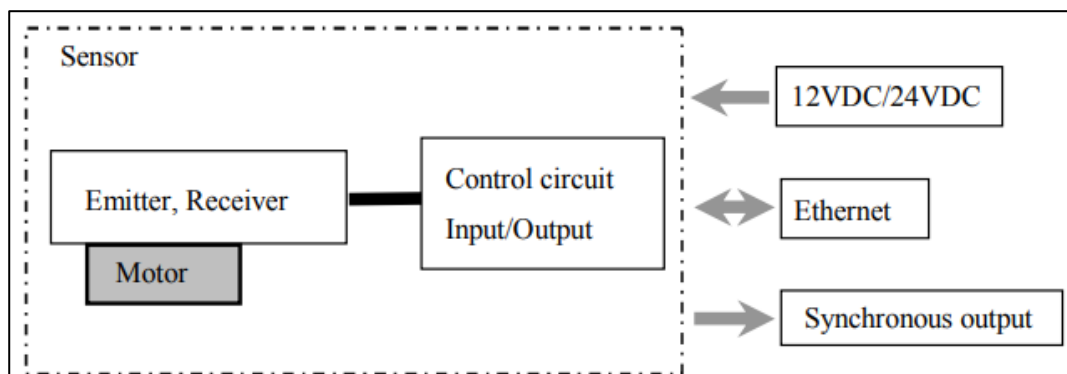 Sensor
Emitter, Receiver
Motor
Control circuit
Input/Output
12VDC/24VDC
Ethernet
Synchronous output